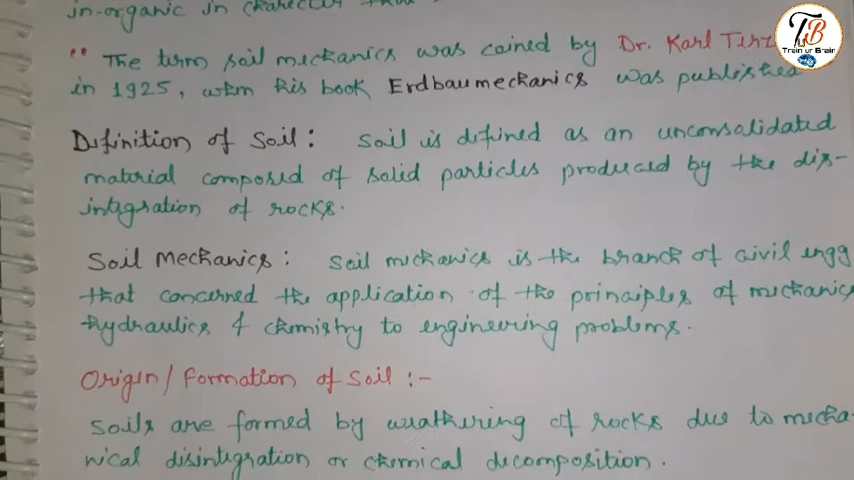 in-organic in character
" The term soil mechanics was coined by Dr. Karl Terz
in 1925, when his book Erdbaumechanics was published
Definition of Soil: Soil is defined as an unconsolidated
material composed of solid particles produced by the dis-
integration of rocks.
Soil Mechanics: Soil mechanics is the branch of civil engg
that concerned the application of the principles of mechanics
hydraulics & chemistry to engineering problems.
Origin/Formation of Soil :-
Soils are formed by weathering of rocks due to mecha-
nical disintegration or chemical decomposition.
TB
Train ur Brain